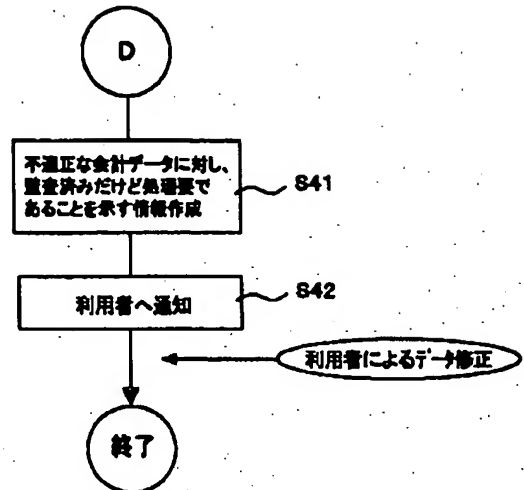 D
不適正な会計データに対し、
監査済みだけど処理要で
あることを示す情報作成
S41
利用者へ通知
S42
利用者によるデータ修正
終了